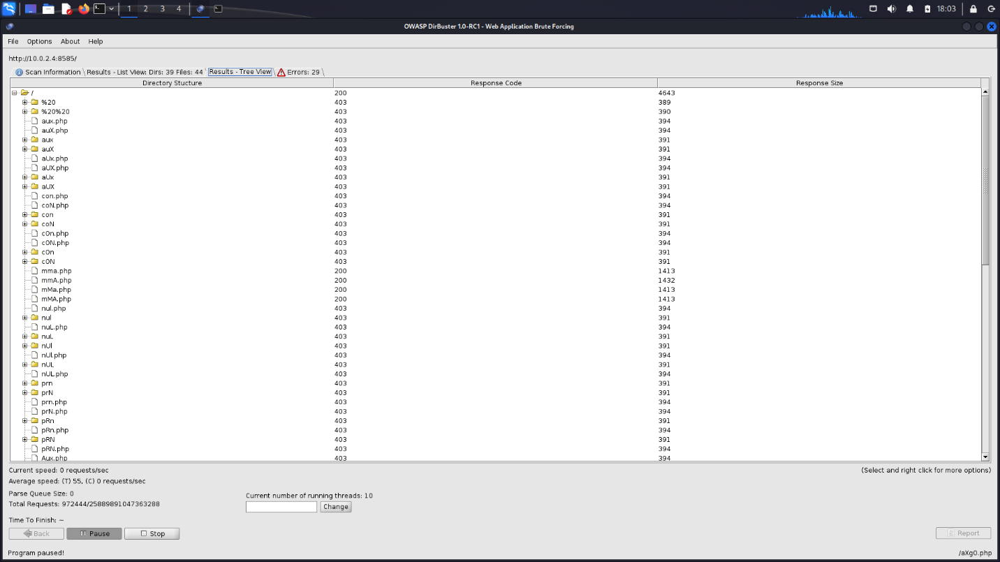 1 2 3 4 18:03
OWASP DirBuster 1.0-RC1 - Web Application Brute Forcing
File Options About Help
http://10.0.2.4:8585/
Scan Information Results - List View: Dirs: 39 Files: 44 Results - Tree View Errors: 29
Directory Stucture Response Code Response Size
/ 200 4643
%20 403 389
%20%20 403 390
aux.php 403 394
auX.php 403 394
aux 403 391
auX 403 391
aUx.php 403 394
aUX.php 403 394
aUx 403 391
aUX 403 391
con.php 403 394
coN.php 403 394
con 403 391
coN 403 391
cOn.php 403 394
cON.php 403 394
cOn 403 391
cON 403 391
mma.php 200 1413
mmA.php 200 1432
mMa.php 200 1413
mMA.php 200 1413
nul.php 403 394
nul 403 391
nuL.php 403 394
nuL 403 391
nUl 403 391
nUl.php 403 394
nUL 403 391
nUL.php 403 394
prn 403 391
prN 403 391
prn.php 403 394
prN.php 403 394
pRn 403 391
pRn.php 403 394
pRN 403 391
pRN.php 403 394
Aux.php 403 394
Current speed: 0 requests/sec (Select and right click for more options)
Average speed: (T) 55, (C) 0 requests/sec
Parse Queue Size: 0 Current number of running threads: 10
Total Requests: 972444/25889891047363288 Change
Time To Finish: ~
Back Pause Stop Report
Program paused! /aXg0.php